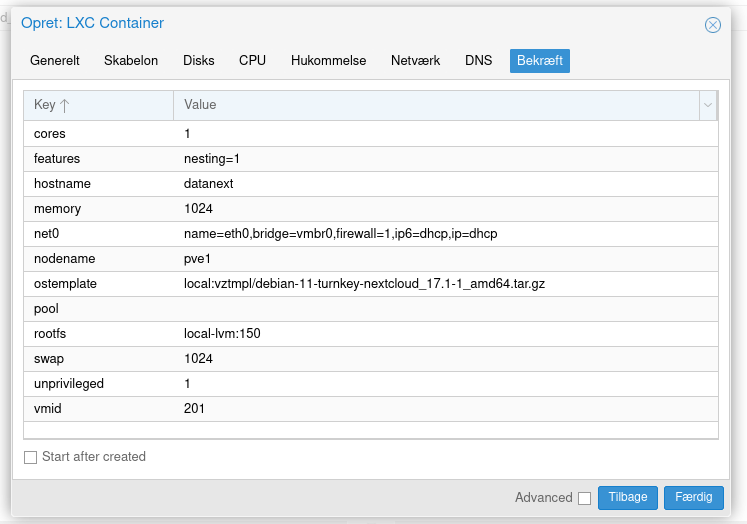 Opret: LXC Container
Generelt Skabelon Disks CPU Hukommelse Netværk DNS Bekræft
Key Value
cores 1
features nesting=1
hostname datanext
memory 1024
net0 name=eth0,bridge=vmbr0,firewall=1,ip6=dhcp,ip=dhcp
nodename pve1
ostemplate local:vztmpl/debian-11-turnkey-nextcloud_17.1-1_amd64.tar.gz
pool
rootfs local-lvm:150
swap 1024
unprivileged 1
vmid 201
Start after created
Advanced Tilbage Færdig